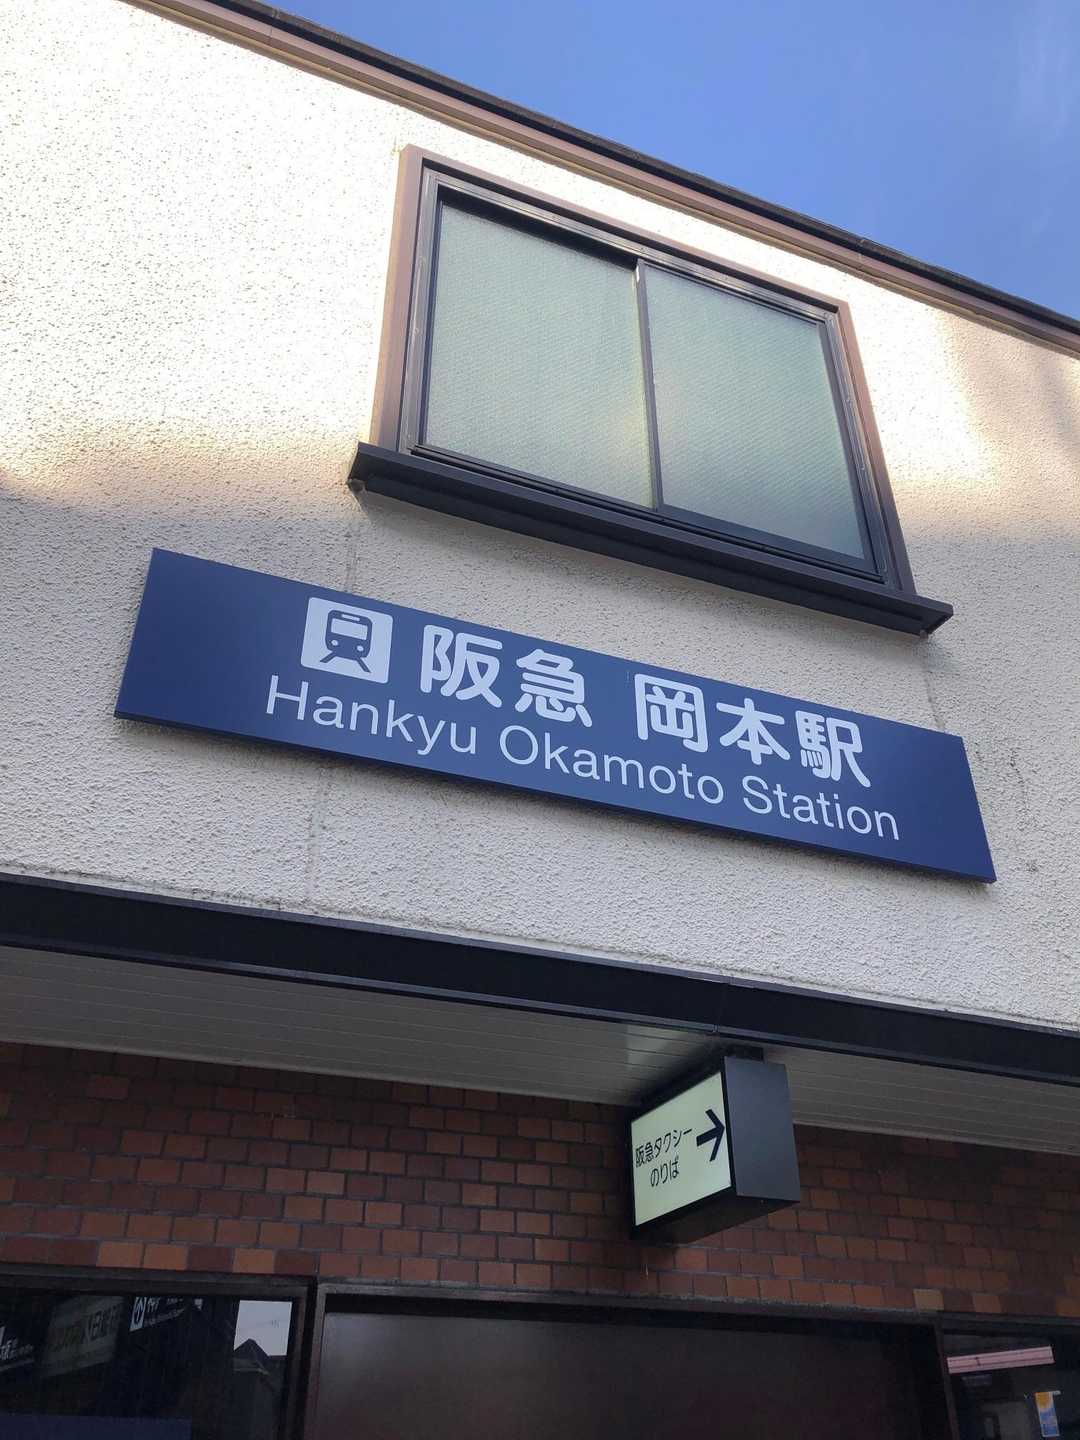 阪急 岡本駅
Hankyu Okamoto Station
阪急タクシー
のりば